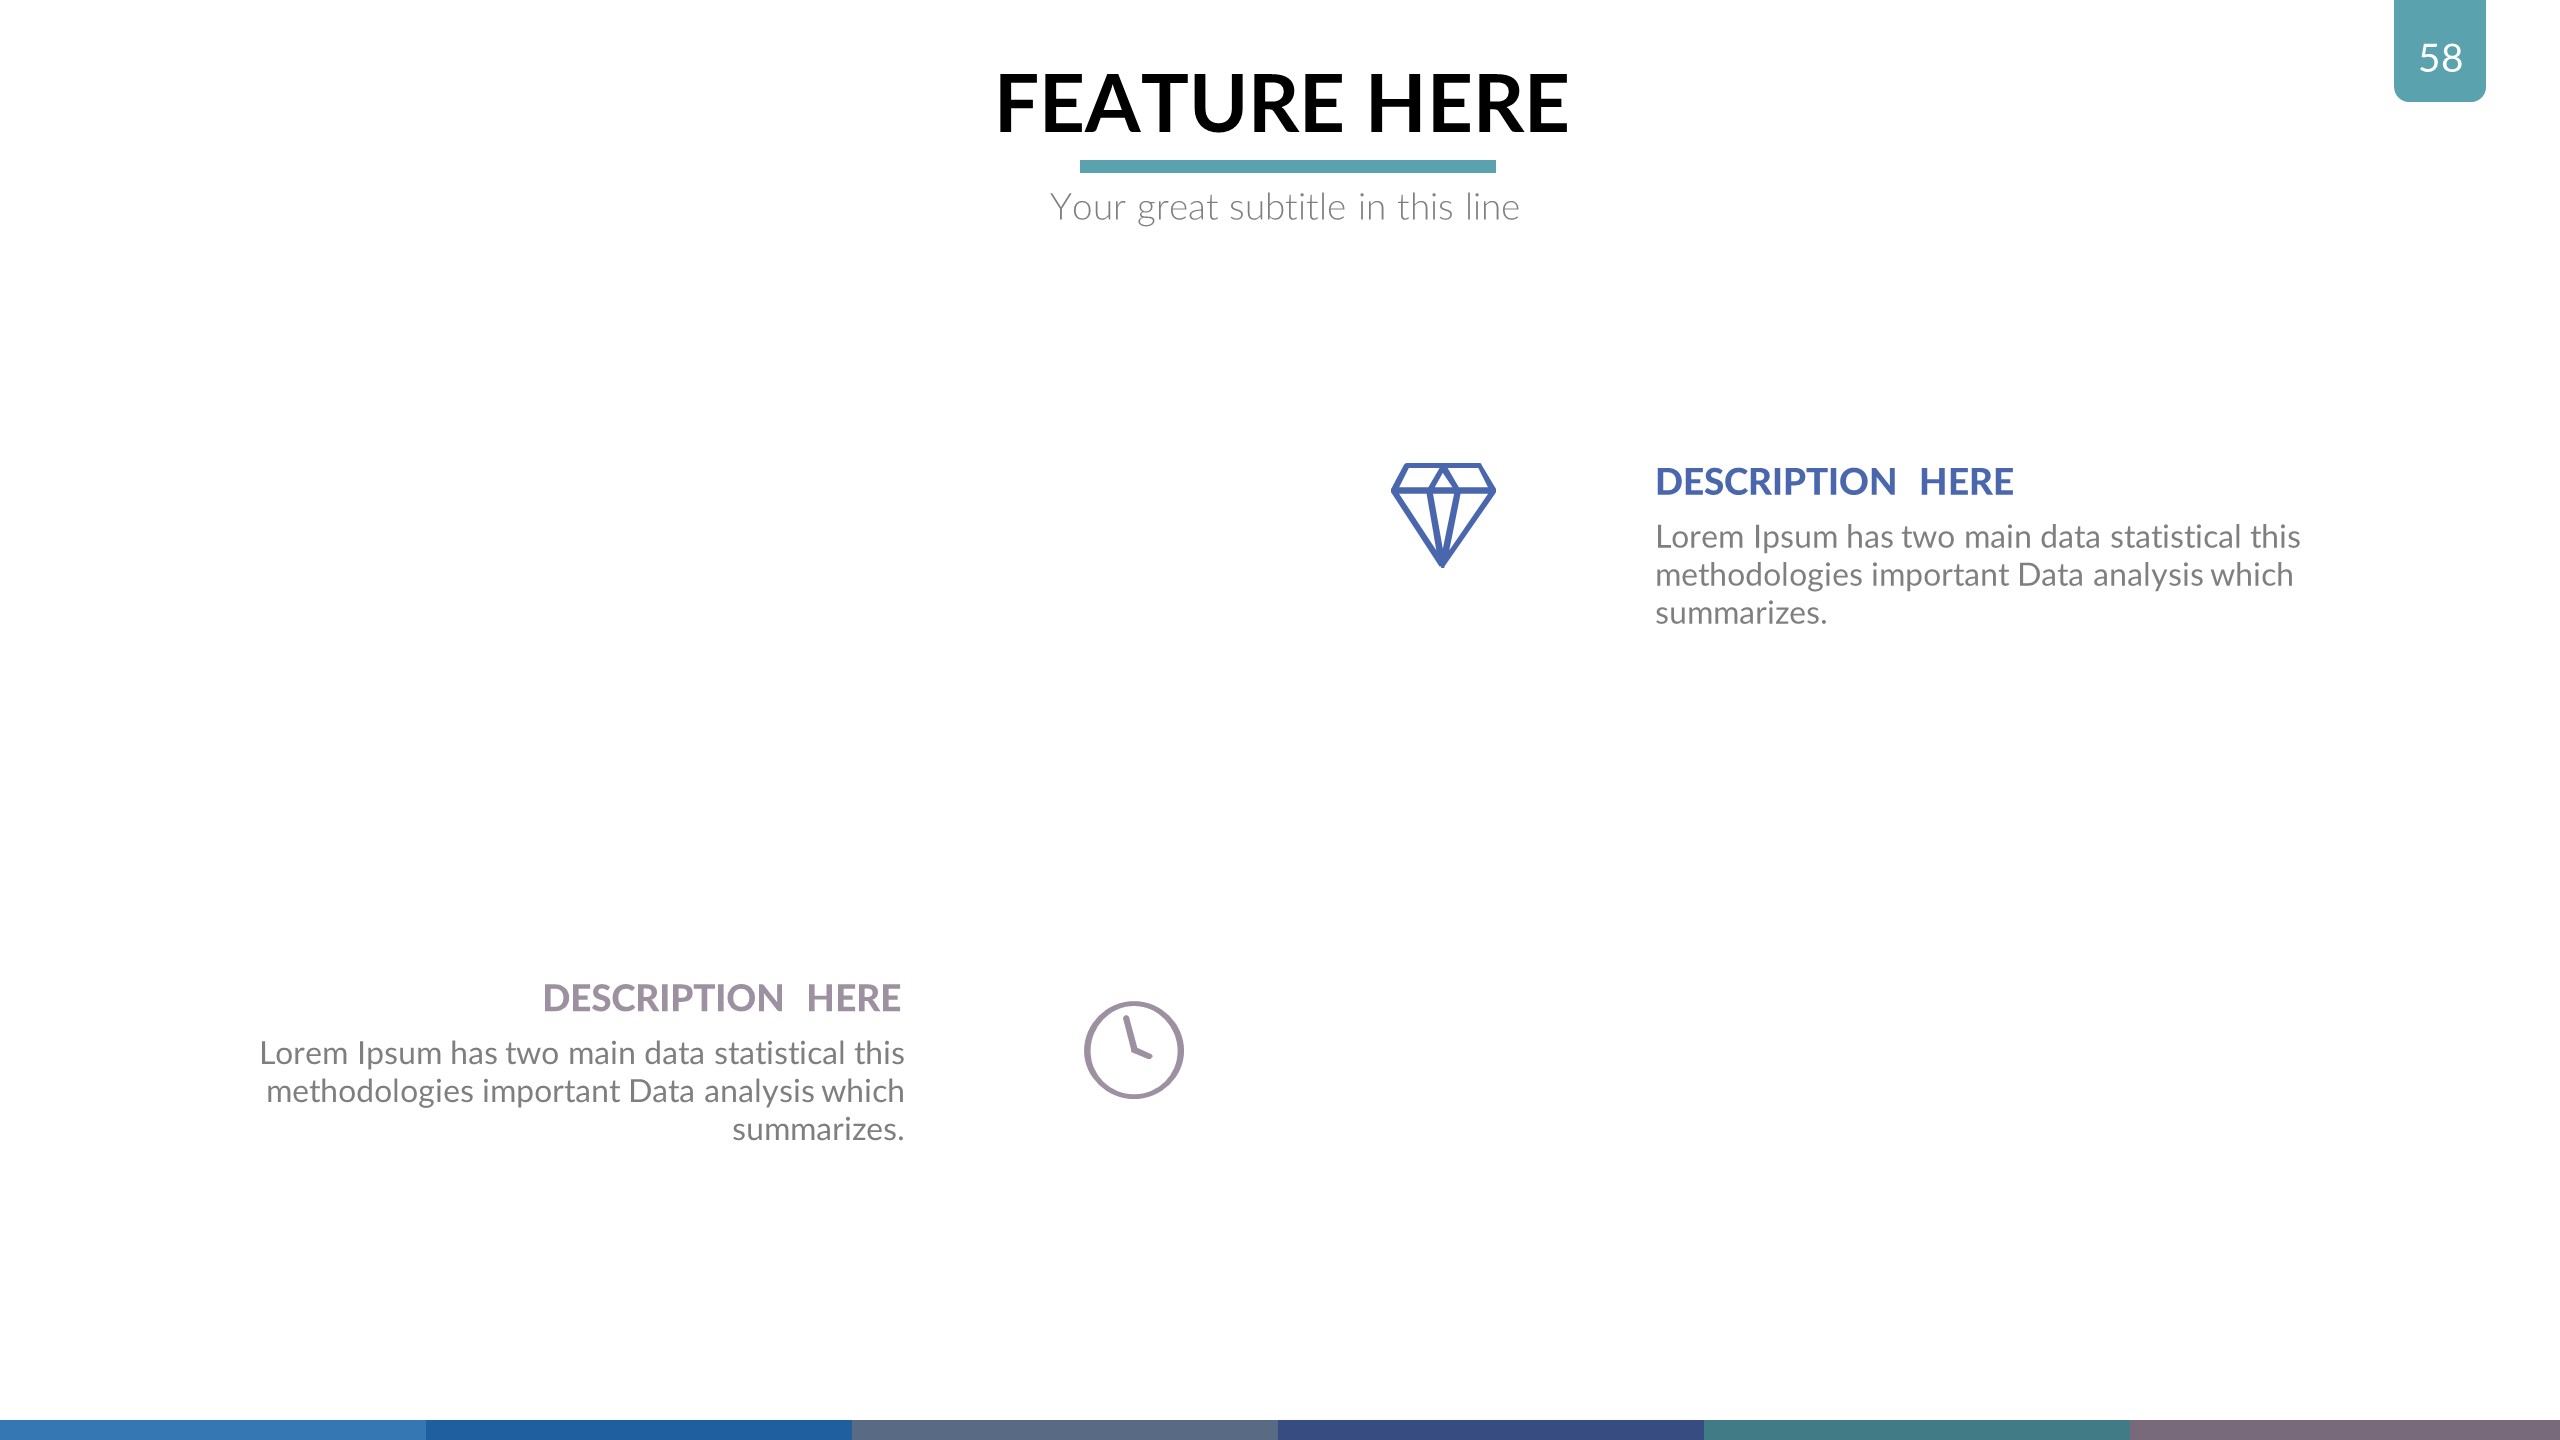 58
FEATURE HERE
Your great subtitle in this line
DESCRIPTION HERE
Lorem Ipsum has two main data statistical this
methodologies important Data analysis which
summarizes.
DESCRIPTION HERE
Lorem Ipsum has two main data statistical this
methodologies important Data analysis which
summarizes.